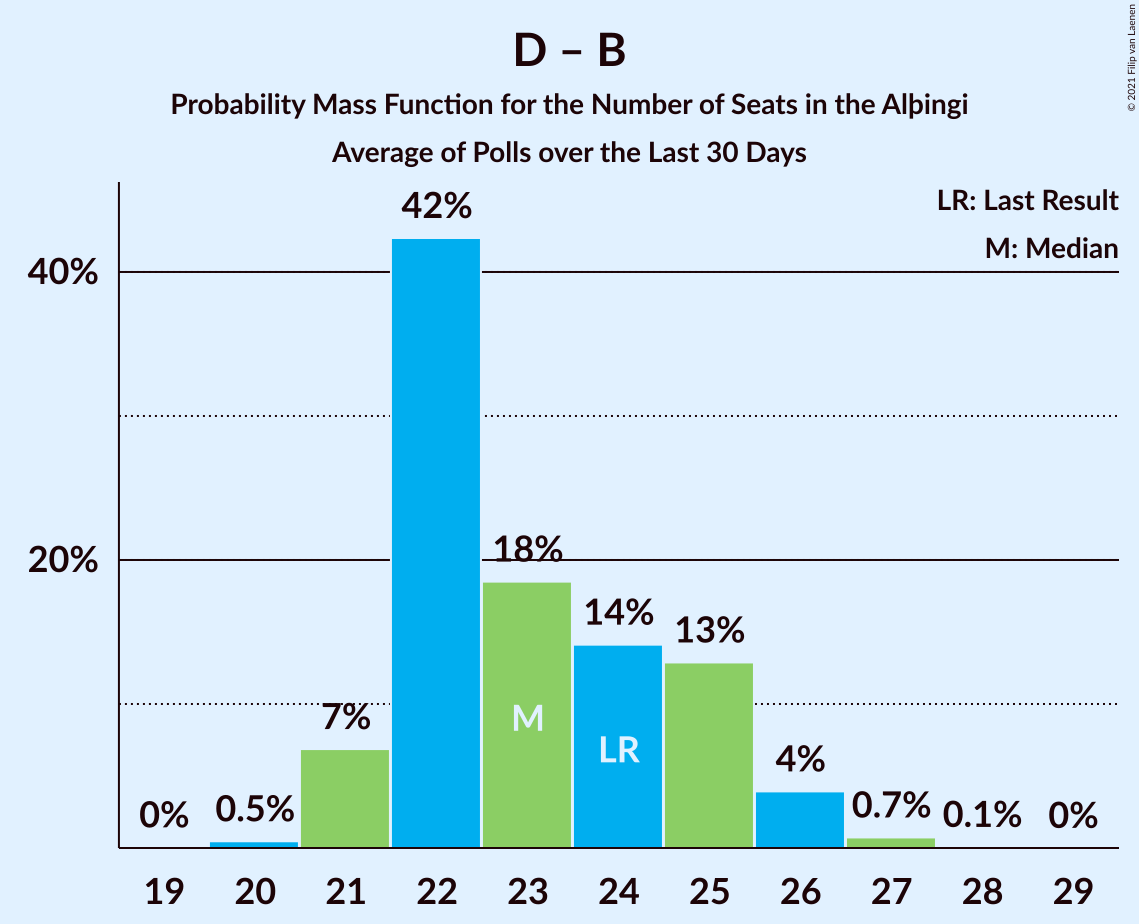 D – B
Probability Mass Function for the Number of Seats in the Alþingi
Average of Polls over the Last 30 Days
© 2021 Filip van Laenen
LR: Last Result
M: Median
40%
20%
0%
0.5%
7%
42%
18%
14%
13%
4%
0.7%
0.1%
0%
M
LR
19 20 21 22 23 24 25 26 27 28 29